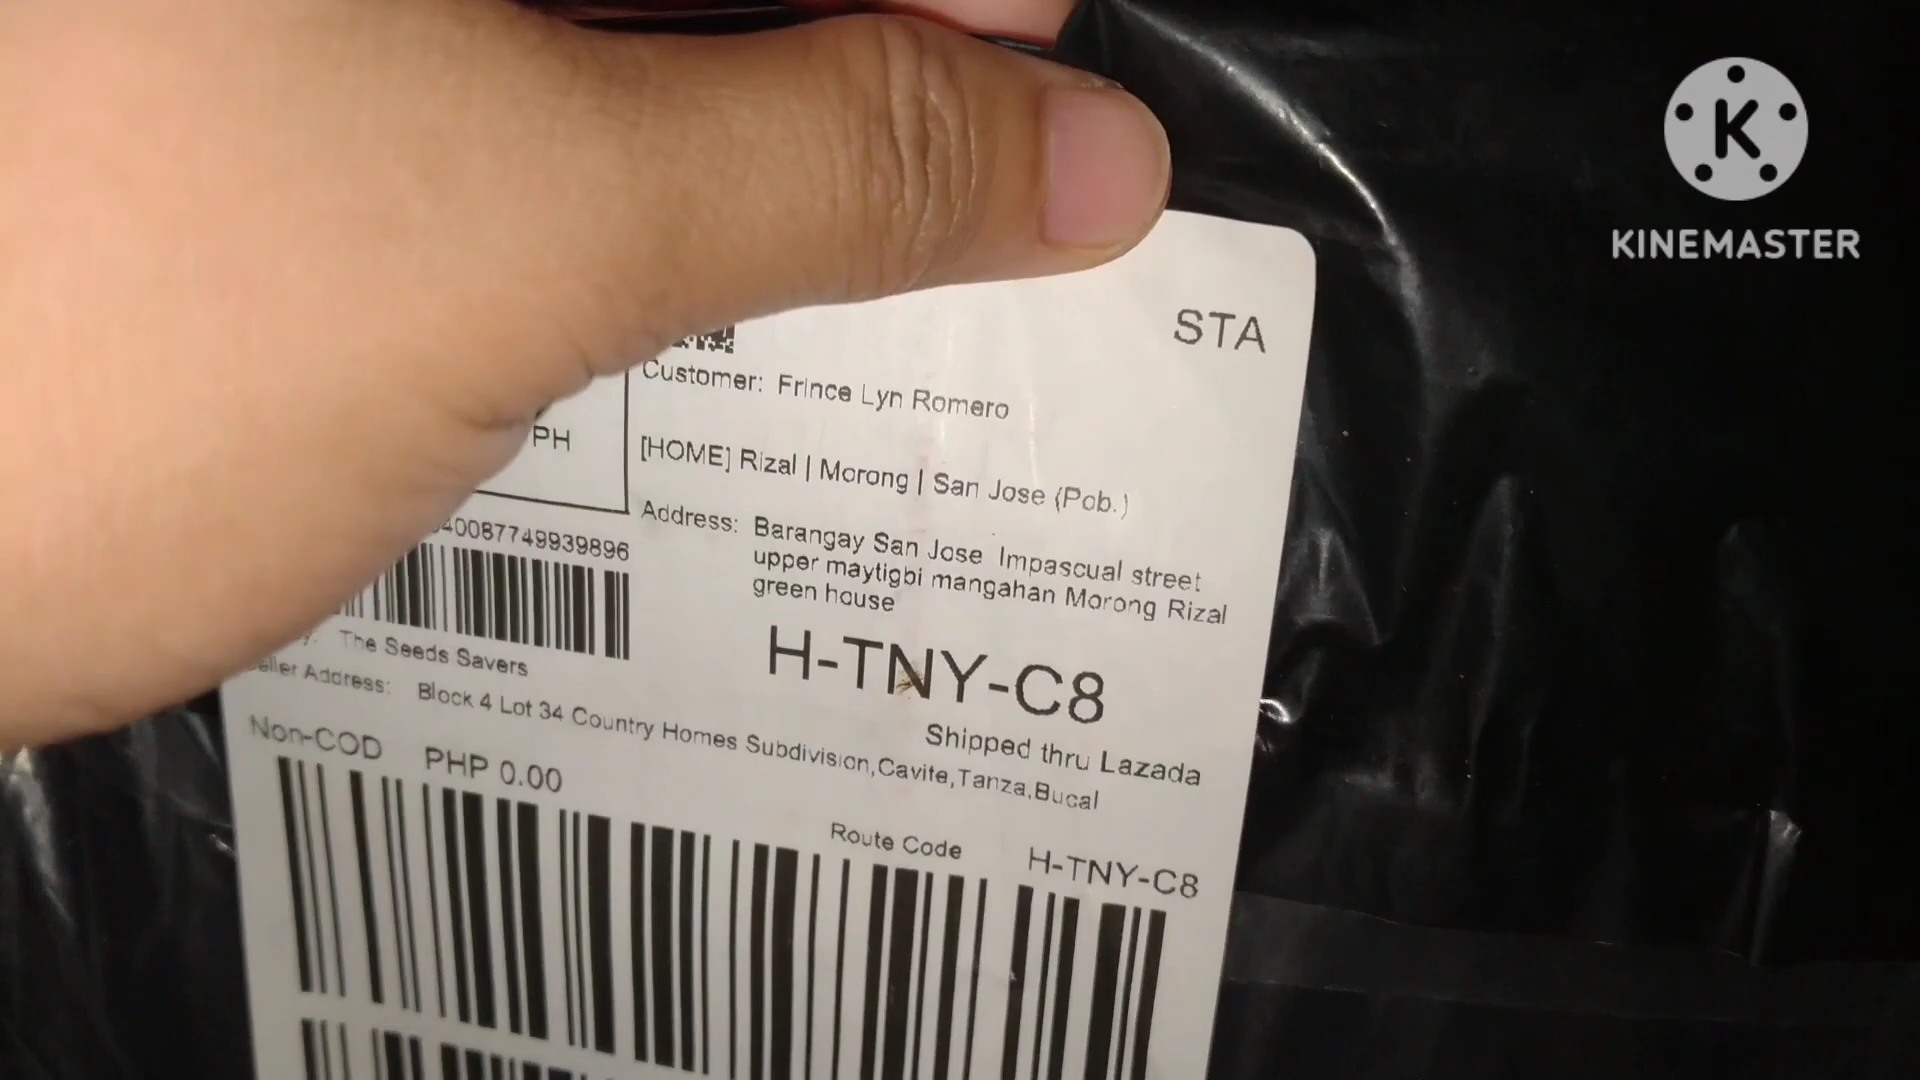 KINEMASTER
STA
Customer: Frince Lyn Romero
PH
[HOME] Rizal | Morong | San Jose (Pob.)
40087749939896
Address: Barangay San Jose Impascual street
upper maytigbi mangahan Morong Rizal
green house
H-TNY-C8
The Seeds Savers
Address: Block 4 Lot 34 Country Homes Subdivision,Cavite,Tanza,Bucal
Shipped thru Lazada
Non-COD PHP 0.00
Route Code H-TNY-C8